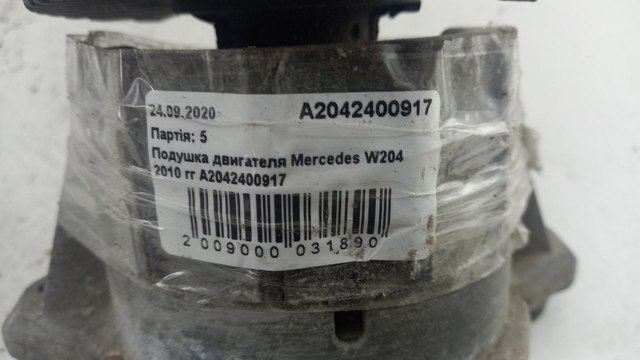 24.09.2020 A2042400917
Партія: 5
Подушка двигателя Mercedes W204
2010 гг A2042400917
2 009000 031890